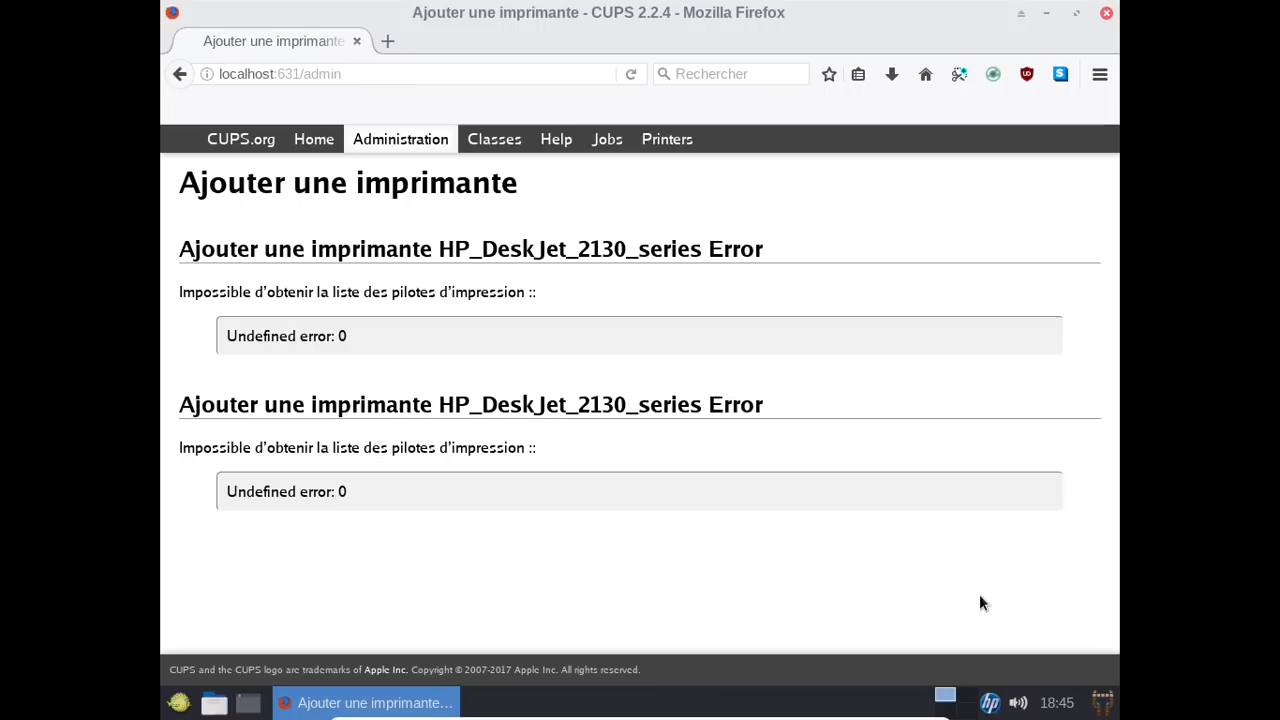 Ajouter une imprimante - CUPS 2.2.4 - Mozilla Firefox
Ajouter une imprimante
localhost:631/admin
Rechercher
CUPS.org Home Administration Classes Help Jobs Printers
Ajouter une imprimante
Ajouter une imprimante HP_DeskJet_2130_series Error
Impossible d'obtenir la liste des pilotes d'impression ::
Undefined error: 0
Ajouter une imprimante HP_DeskJet_2130_series Error
Impossible d'obtenir la liste des pilotes d'impression ::
Undefined error: 0
CUPS and the CUPS logo are trademarks of Apple Inc. Copyright © 2007-2017 Apple Inc. All rights reserved.
Ajouter une imprimante... hp 18:45